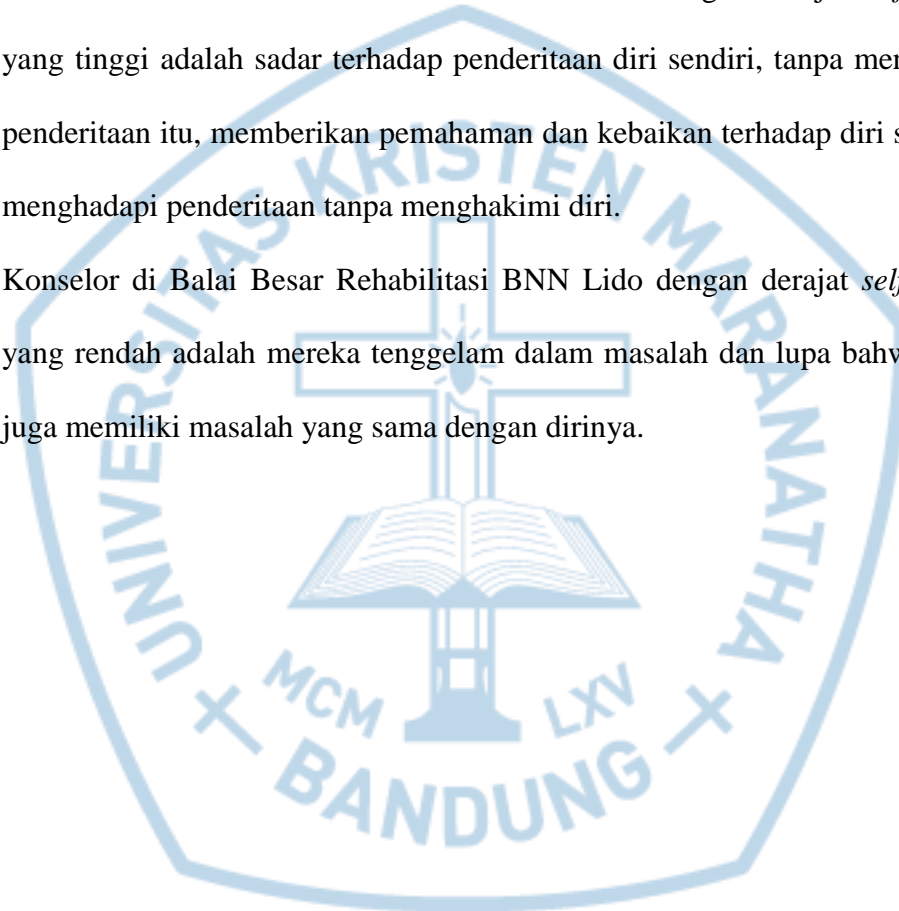 yang tinggi adalah sadar terhadap penderitaan diri sendiri, tanpa
penderitaan itu, memberikan pemahaman dan kebaikan terhadap diri
menghadapi penderitaan tanpa menghakimi diri.
Konselor di Balai Besar Rehabilitasi BNN Lido dengan derajat
yang rendah adalah mereka tenggelam dalam masalah dan lupa
juga memiliki masalah yang sama dengan dirinya.
UNIVERSITAS KRISTEN MARANATHA
MCM LXV
BANDUNG